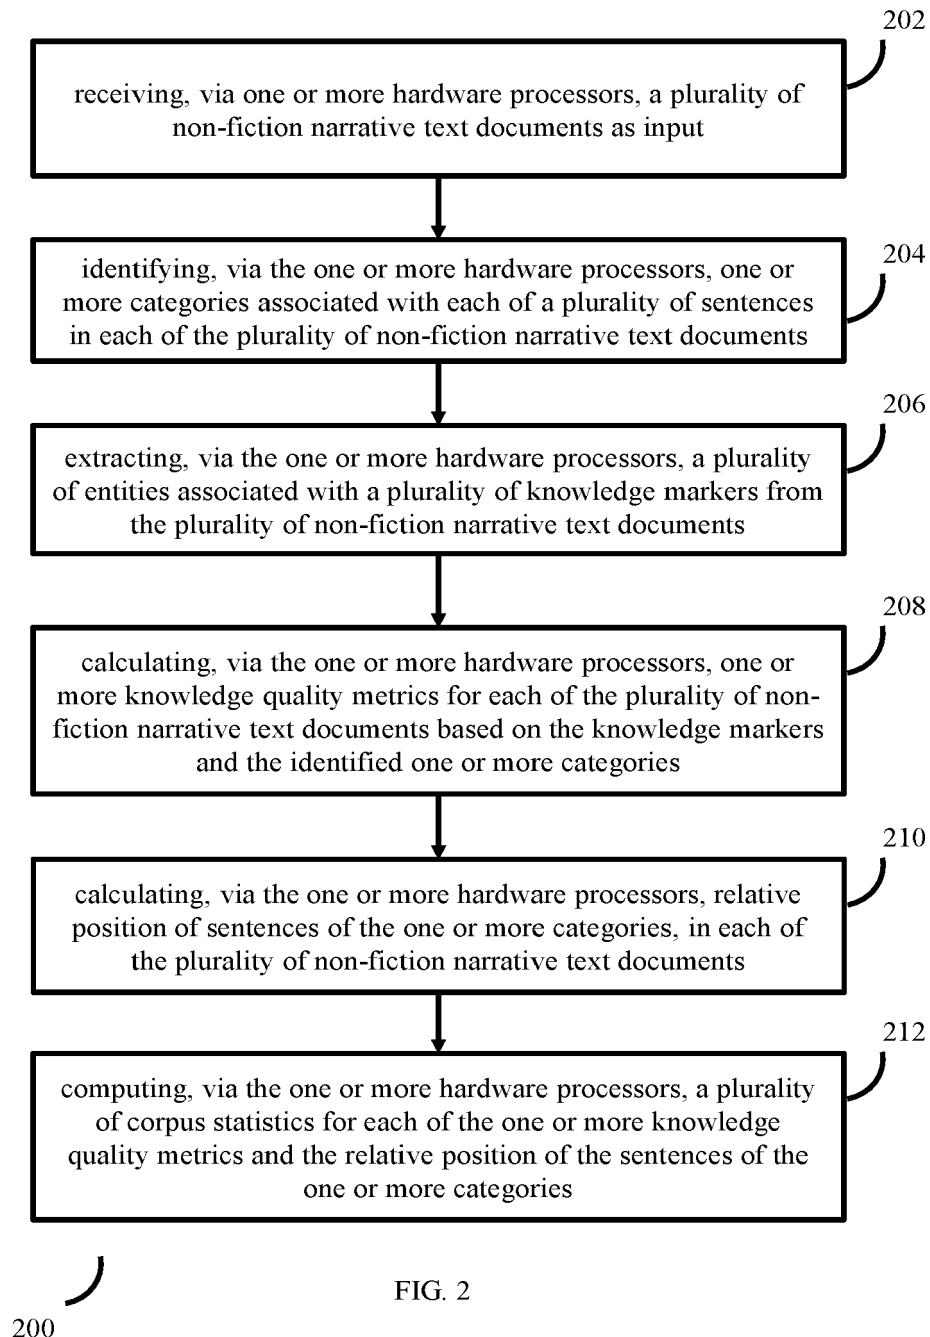 202
receiving, via one or more hardware processors, a plurality of
non-fiction narrative text documents as input
204
identifying, via the one or more hardware processors, one or
more categories associated with each of a plurality of sentences
in each of the plurality of non-fiction narrative text documents
206
extracting, via the one or more hardware processors, a plurality
of entities associated with a plurality of knowledge markers from
the plurality of non-fiction narrative text documents
208
calculating, via the one or more hardware processors, one or
more knowledge quality metrics for each of the plurality of non-
fiction narrative text documents based on the knowledge markers
and the identified one or more categories
210
calculating, via the one or more hardware processors, relative
position of sentences of the one or more categories, in each of
the plurality of non-fiction narrative text documents
212
computing, via the one or more hardware processors, a plurality
of corpus statistics for each of the one or more knowledge
quality metrics and the relative position of the sentences of the
one or more categories
FIG. 2
200